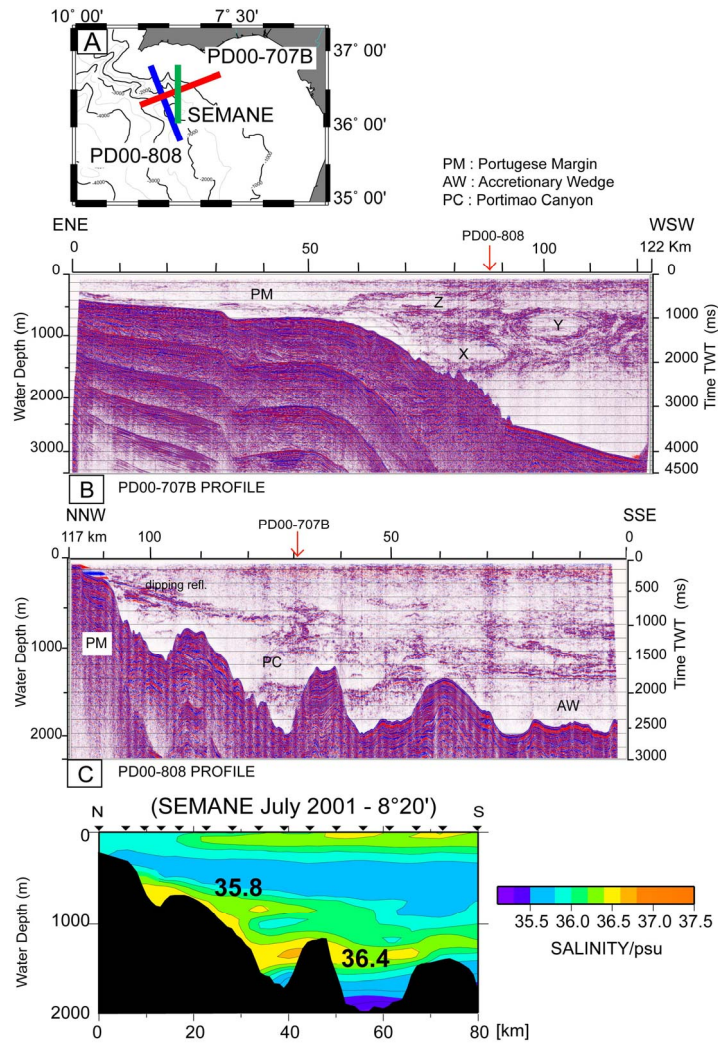 10° 00'
7° 30'
A
37° 00'
PD00-707B
SEMANE
36° 00'
PD00-808
35° 00'
PM : Portugese Margin
AW : Accretionary Wedge
PC : Portimao Canyon
ENE
WSW
PD00-808
0
50
100
122 Km
0
0
PM
Z
1000
1000
Y
X
2000
2000
3000
3000
4000
4500
Water Depth (m)
Time TWT (ms)
B
PD00-707B PROFILE
NNW
SSE
PD00-707B
117 km
100
50
0
0
0
dipping refl.
500
1000
PM
1000
PC
1500
2000
AW
2500
2000
3000
Water Depth (m)
Time TWT (ms)
C
PD00-808 PROFILE
N
(SEMANE July 2001 - 8°20')
S
0
35.8
1000
36.4
2000
Water Depth (m)
0
20
40
60
80
[km]
35.5
36.0
36.5
37.0
37.5
SALINITY/psu